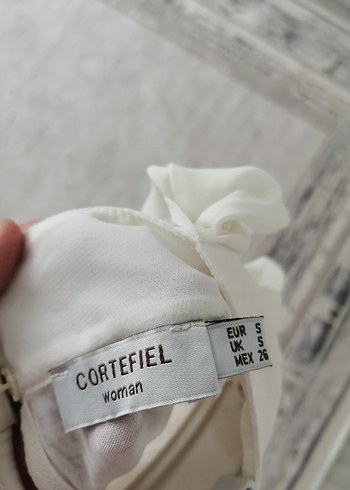 CORTEFIEL
woman
EUR S
UK S
MEX 26